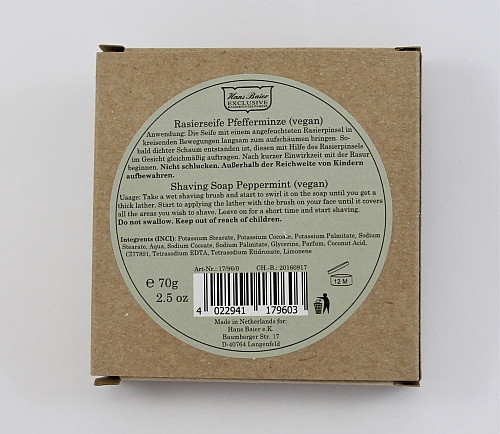 Hans Baier
EXCLUSIVE
Rasierseife Pfefferminze (vegan)
Anwendung: Die Seife mit einem angefeuchteten Rasierpinsel in
kreisenden Bewegungen langsam zum aufschäumen bringen. So-
bald dichter Schaum entstanden ist, diesen mit Hilfe des Rasierpinsels
im Gesicht gleichmäßig auftragen. Nach kurzer Einwirkzeit mit der Rasur
beginnen. Nicht schlucken. Außerhalb der Reichweite von Kindern
aufbewahren.
Shaving Soap Peppermint (vegan)
Usage: Take a wet shaving brush and start to swirl it on the soap until you get a
thick lather. Start to applying the lather with the brush on your face until it covers
all the areas you wish to shave. Leave on for a short time and start shaving.
Do not swallow. Keep out of reach of children.
Integrents (INCI): Potassium Stearate, Potassium Cocoate, Potassium Palmitate, Sodium
Stearate, Aqua, Sodium Cocoate, Sodium Palmitate, Glycerine, Parfum, Coconut Acid,
CI77891, Tetrasodium EDTA, Tetrasodium Etidronate, Limonene
Art-Nr.: 17/96/0 CH.-B.: 20160917
e 70g
2.5 oz
12 M
4 022941 179603
Made in Netherlands for:
Hans Baier e.K.
Baumberger Str. 17
D-40764 Langenfeld